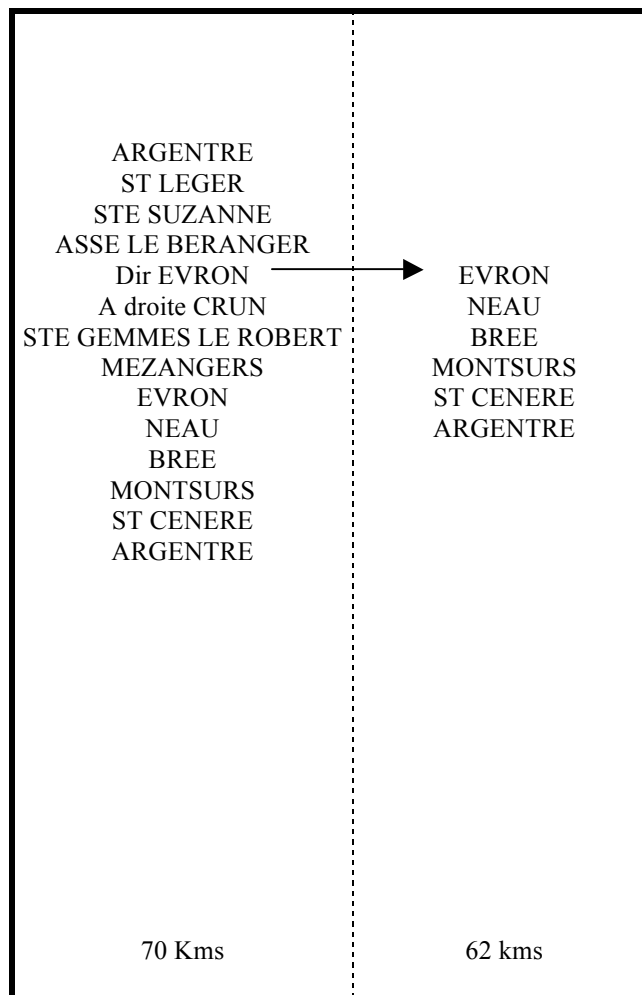 ARGENTRE
ST LEGER
STE SUZANNE
ASSE LE BERANGER
Dir EVRON
A droite CRUN
STE GEMMES LE ROBERT
MEZANGERS
EVRON
NEAU
BREE
MONTSURS
ST CENERE
ARGENTRE
70 Kms
EVRON
NEAU
BREE
MONTSURS
ST CENERE
ARGENTRE
62 kms